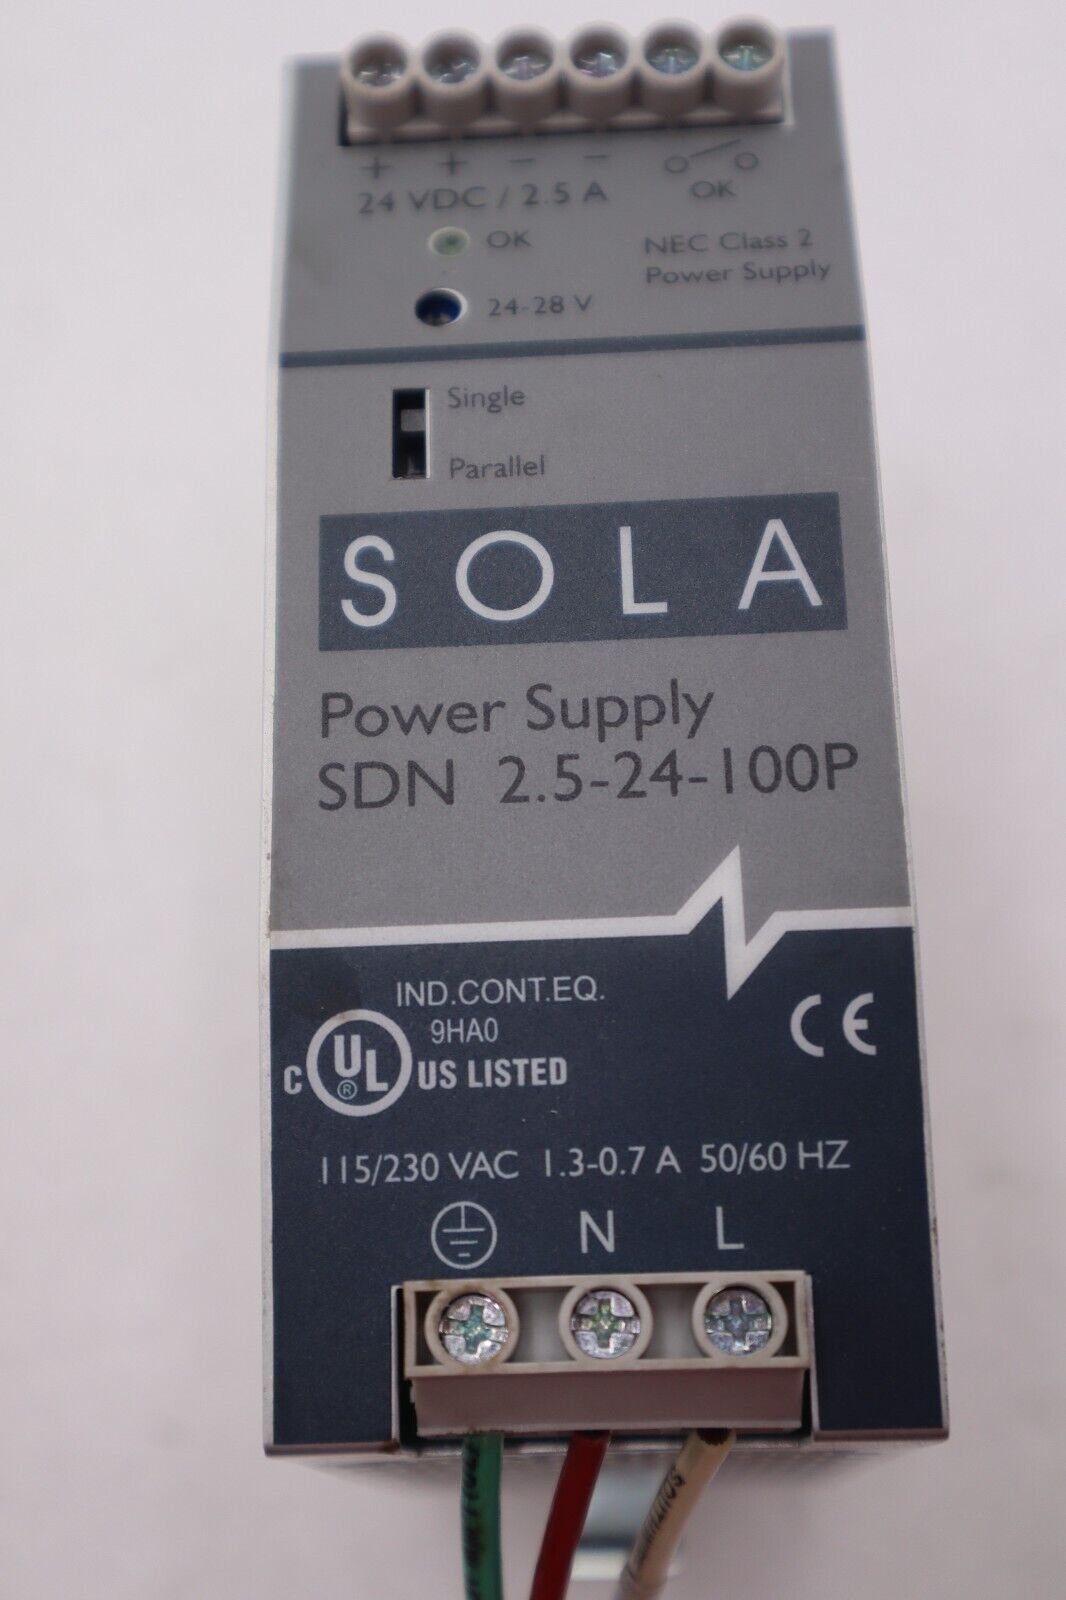 + + − −
24 VDC / 2.5 A
OK
OK
NEC Class 2
Power Supply
24-28 V
Single
Parallel
SOLA
Power Supply
SDN 2.5-24-100P
IND.CONT.EQ.
9HA0
C UL ® US LISTED
CE
115/230 VAC 1.3-0.7 A 50/60 HZ
N L